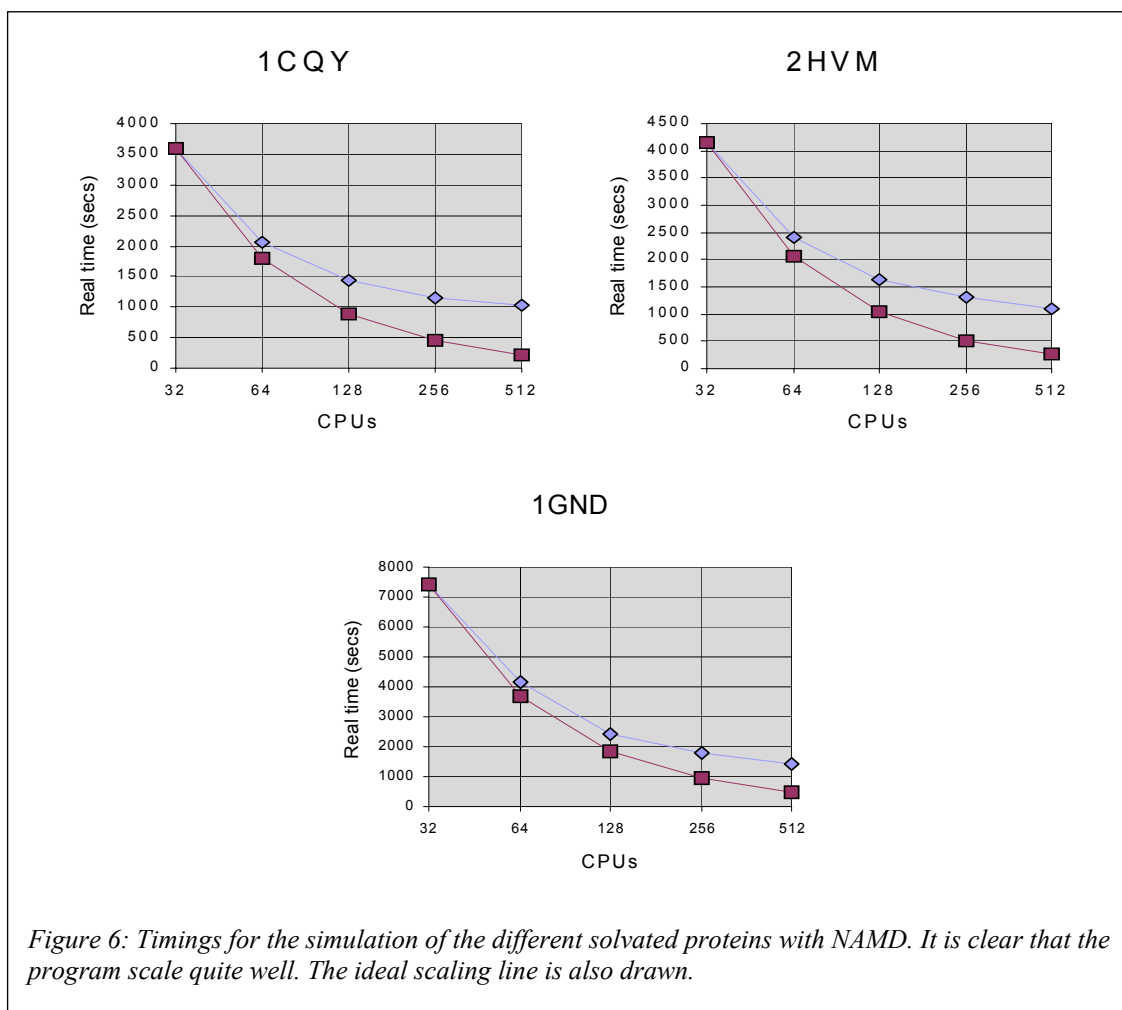 1CQY
4000
3500
3000
2500
2000
1500
1000
500
0
Real time (secs)
32 64 128 256 512
CPUs
2HVM
4500
4000
3500
3000
2500
2000
1500
1000
500
0
Real time (secs)
32 64 128 256 512
CPUs
1GND
8000
7000
6000
5000
4000
3000
2000
1000
0
Real time (secs)
32 64 128 256 512
CPUs
Figure 6: Timings for the simulation of the different solvated proteins with NAMD. It is clear that the
program scale quite well. The ideal scaling line is also drawn.